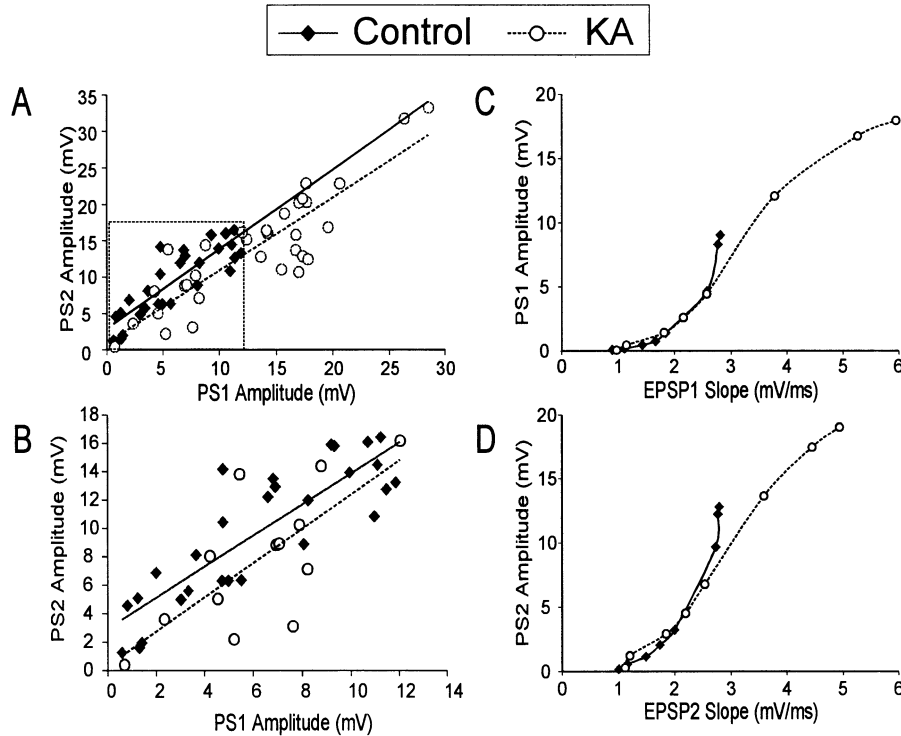 Control KA
A
PS2 Amplitude (mV)
35
30
25
20
15
10
5
0
0 5 10 15 20 25 30
PS1 Amplitude (mV)
C
PS1 Amplitude (mV)
20
15
10
5
0
0 1 2 3 4 5 6
EPSP1 Slope (mV/ms)
B
PS2 Amplitude (mV)
18
16
14
12
10
8
6
4
2
0
0 2 4 6 8 10 12 14
PS1 Amplitude (mV)
D
PS2 Amplitude (mV)
20
15
10
5
0
0 1 2 3 4 5 6
EPSP2 Slope (mV/ms)